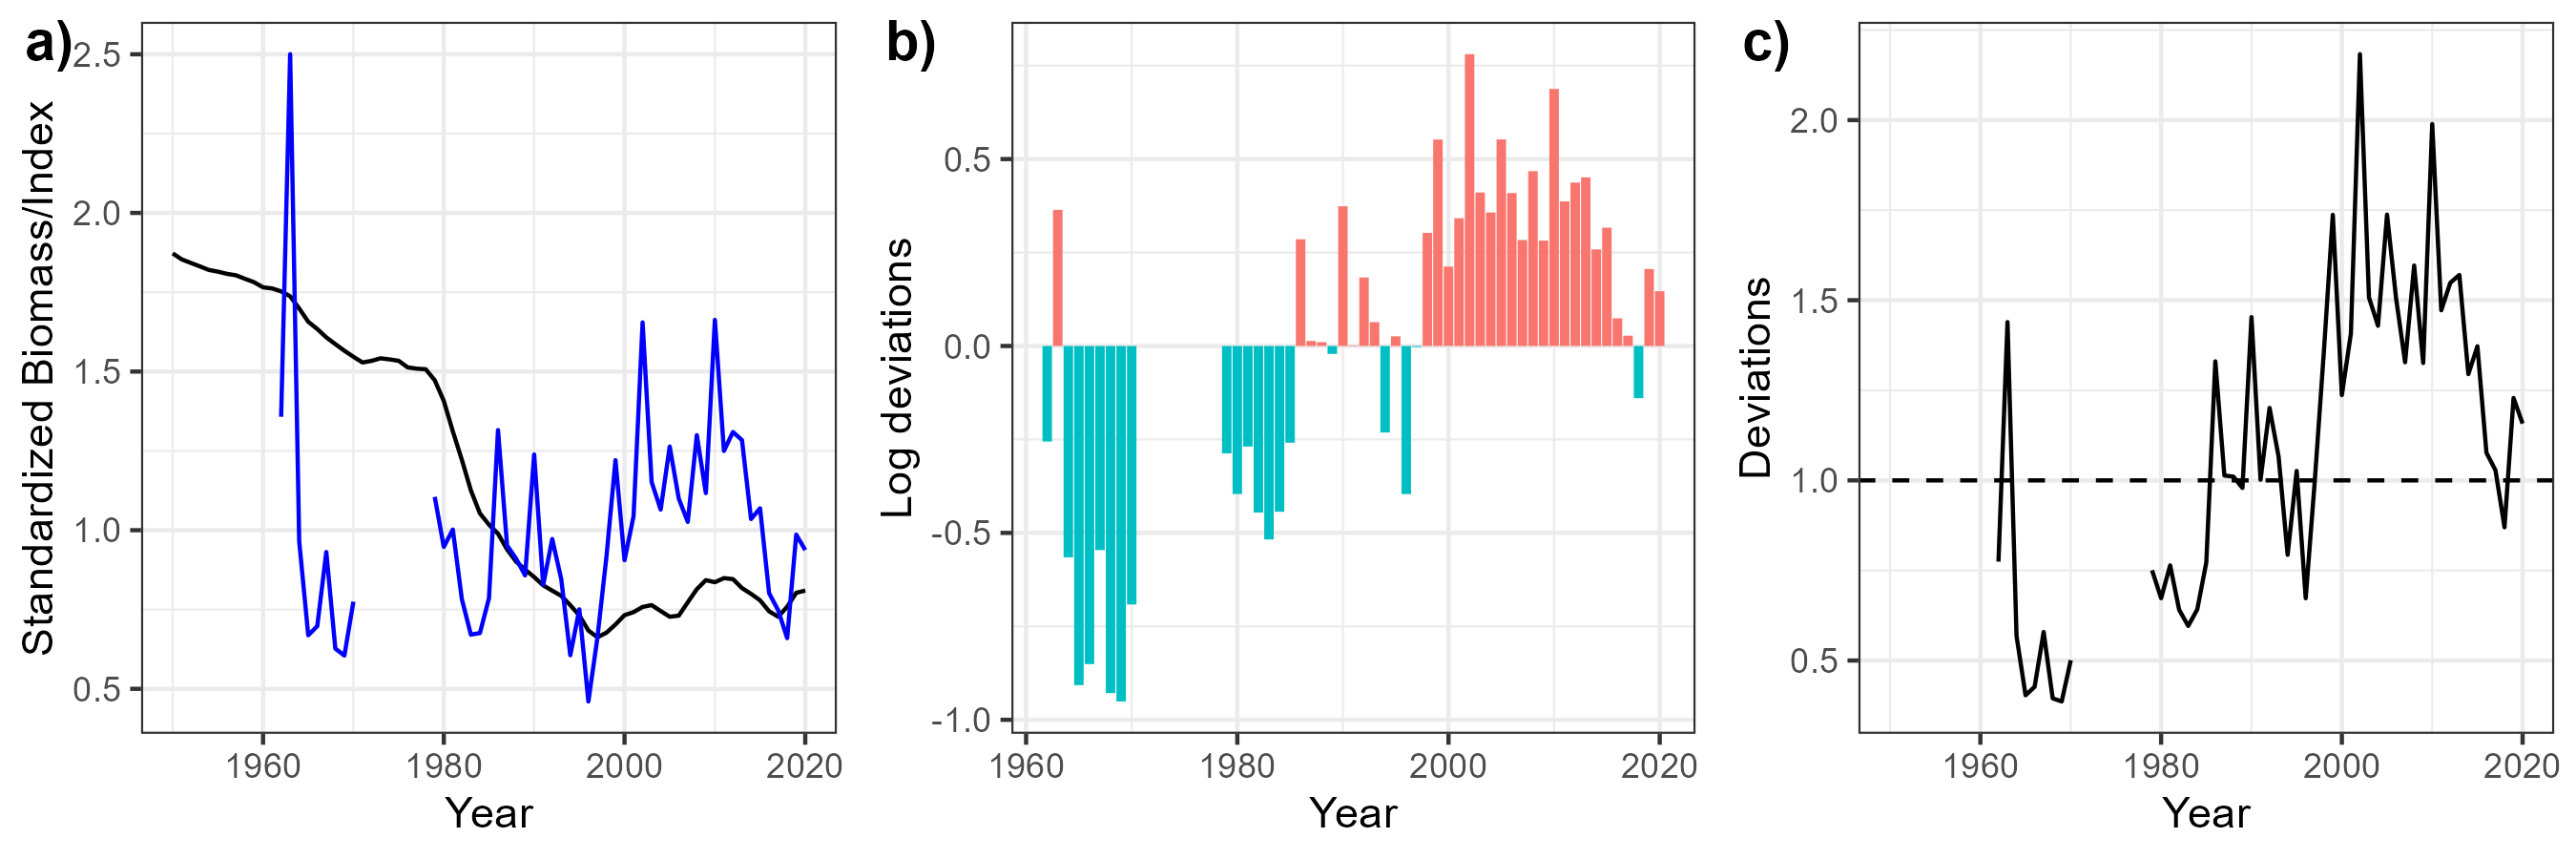 a)
Standardized Biomass/Index
2.5
2.0
1.5
1.0
0.5
1960 1980 2000 2020
Year
b)
Log deviations
0.5
0.0
-0.5
-1.0
1960 1980 2000 2020
Year
c)
Deviations
2.0
1.5
1.0
0.5
1960 1980 2000 2020
Year